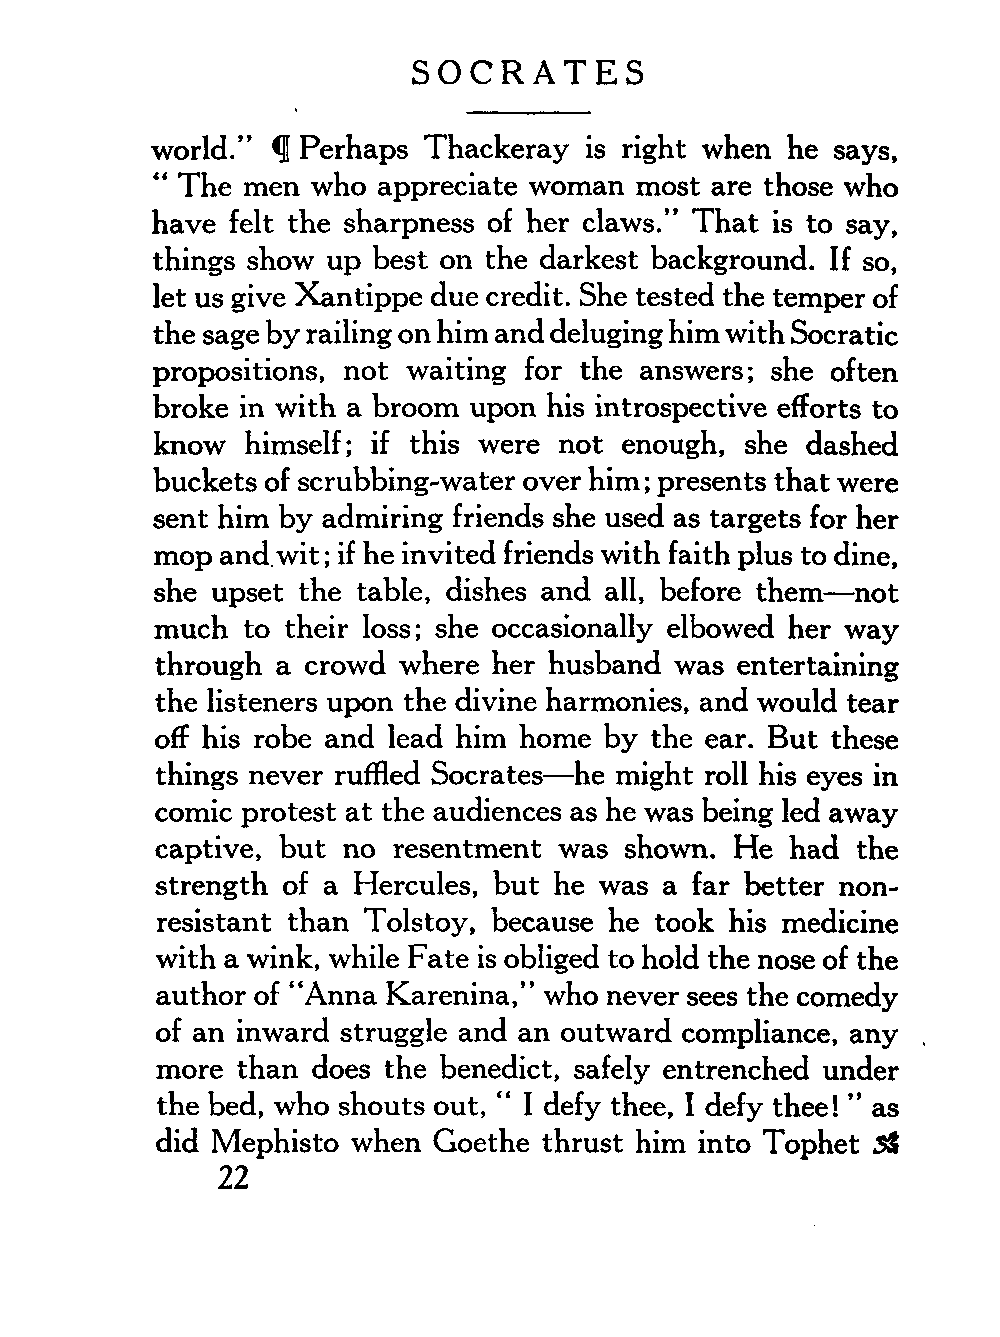 SOCRATES
world.” ¶ Perhaps Thackeray is right when he says,
“ The men who appreciate woman most are those who
have felt the sharpness of her claws.” That is to say,
things show up best on the darkest background. If so,
let us give Xantippe due credit. She tested the temper of
the sage by railing on him and deluging him with Socratic
propositions, not waiting for the answers; she often
broke in with a broom upon his introspective efforts to
know himself; if this were not enough, she dashed
buckets of scrubbing-water over him; presents that were
sent him by admiring friends she used as targets for her
mop and wit; if he invited friends with faith plus to dine,
she upset the table, dishes and all, before them—not
much to their loss; she occasionally elbowed her way
through a crowd where her husband was entertaining
the listeners upon the divine harmonies, and would tear
off his robe and lead him home by the ear. But these
things never ruffled Socrates—he might roll his eyes in
comic protest at the audiences as he was being led away
captive, but no resentment was shown. He had the
strength of a Hercules, but he was a far better non-
resistant than Tolstoy, because he took his medicine
with a wink, while Fate is obliged to hold the nose of the
author of “Anna Karenina,” who never sees the comedy
of an inward struggle and an outward compliance, any
more than does the benedict, safely entrenched under
the bed, who shouts out, “ I defy thee, I defy thee! ” as
did Mephisto when Goethe thrust him into Tophet
22